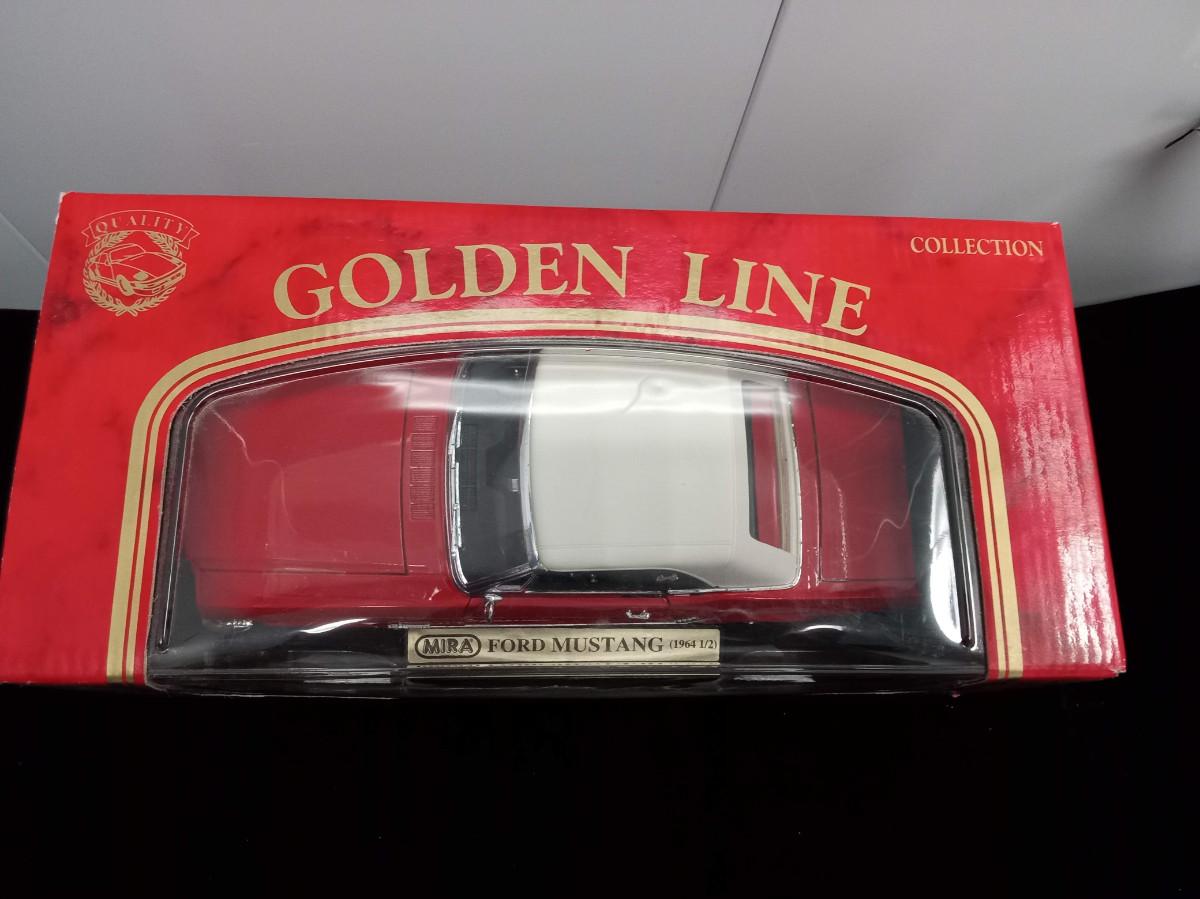 QUALITY
GOLDEN LINE
COLLECTION
MIRA FORD MUSTANG (1964 1/2)